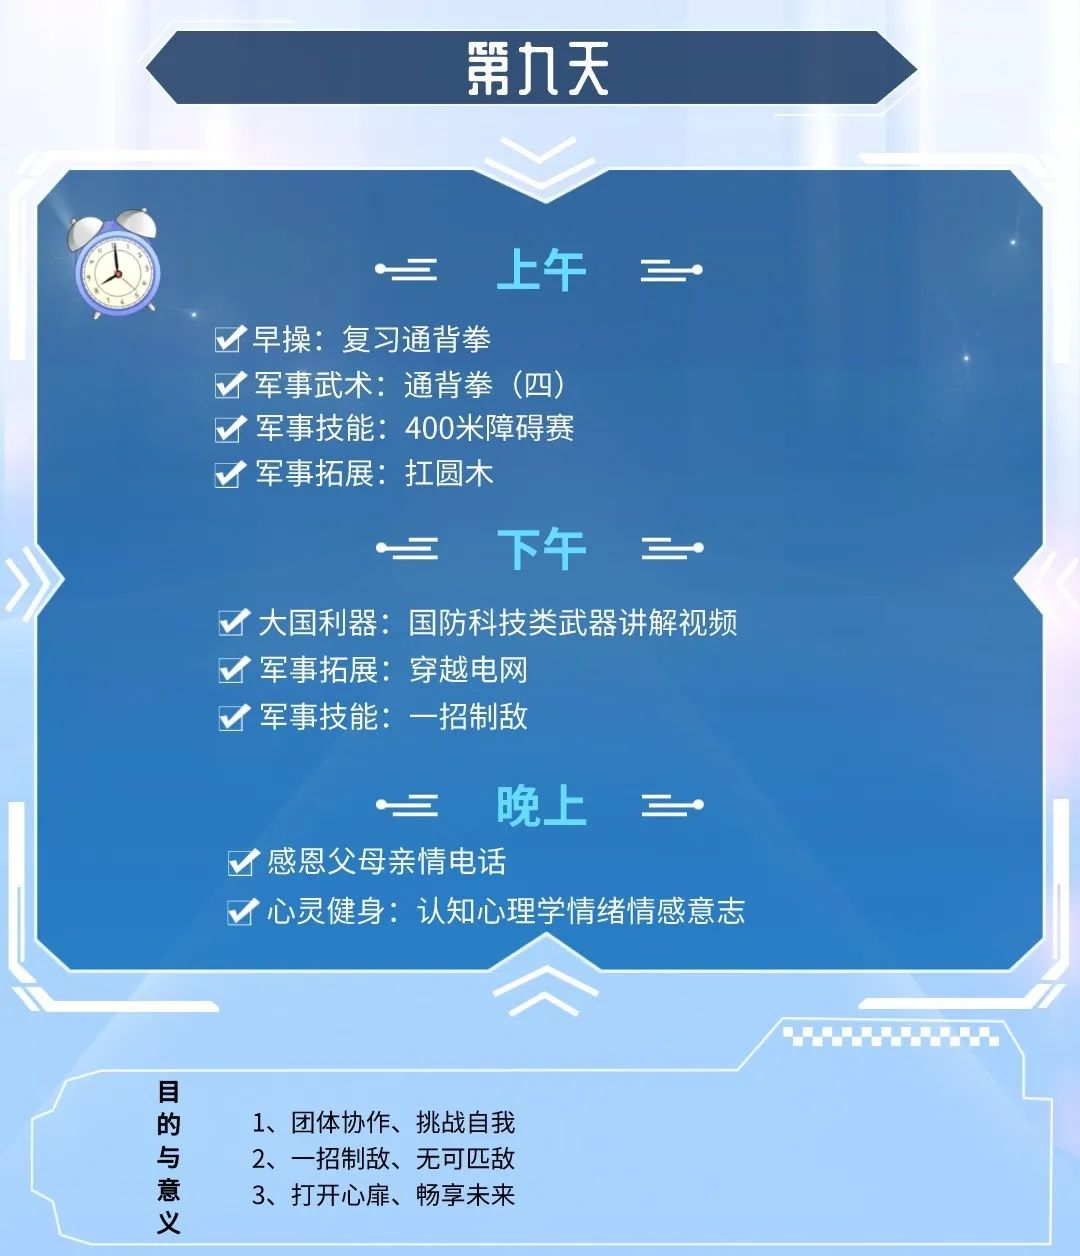 第九天
上午
早操：复习通背拳
军事武术：通背拳（四）
军事技能：400米障碍赛
军事拓展：扛圆木
下午
大国利器：国防科技类武器讲解视频
军事拓展：穿越电网
军事技能：一招制敌
晚上
感恩父母亲情电话
心灵健身：认知心理学情绪情感意志
目的与意义
1、团体协作、挑战自我
2、一招制敌、无可匹敌
3、打开心扉、畅享未来